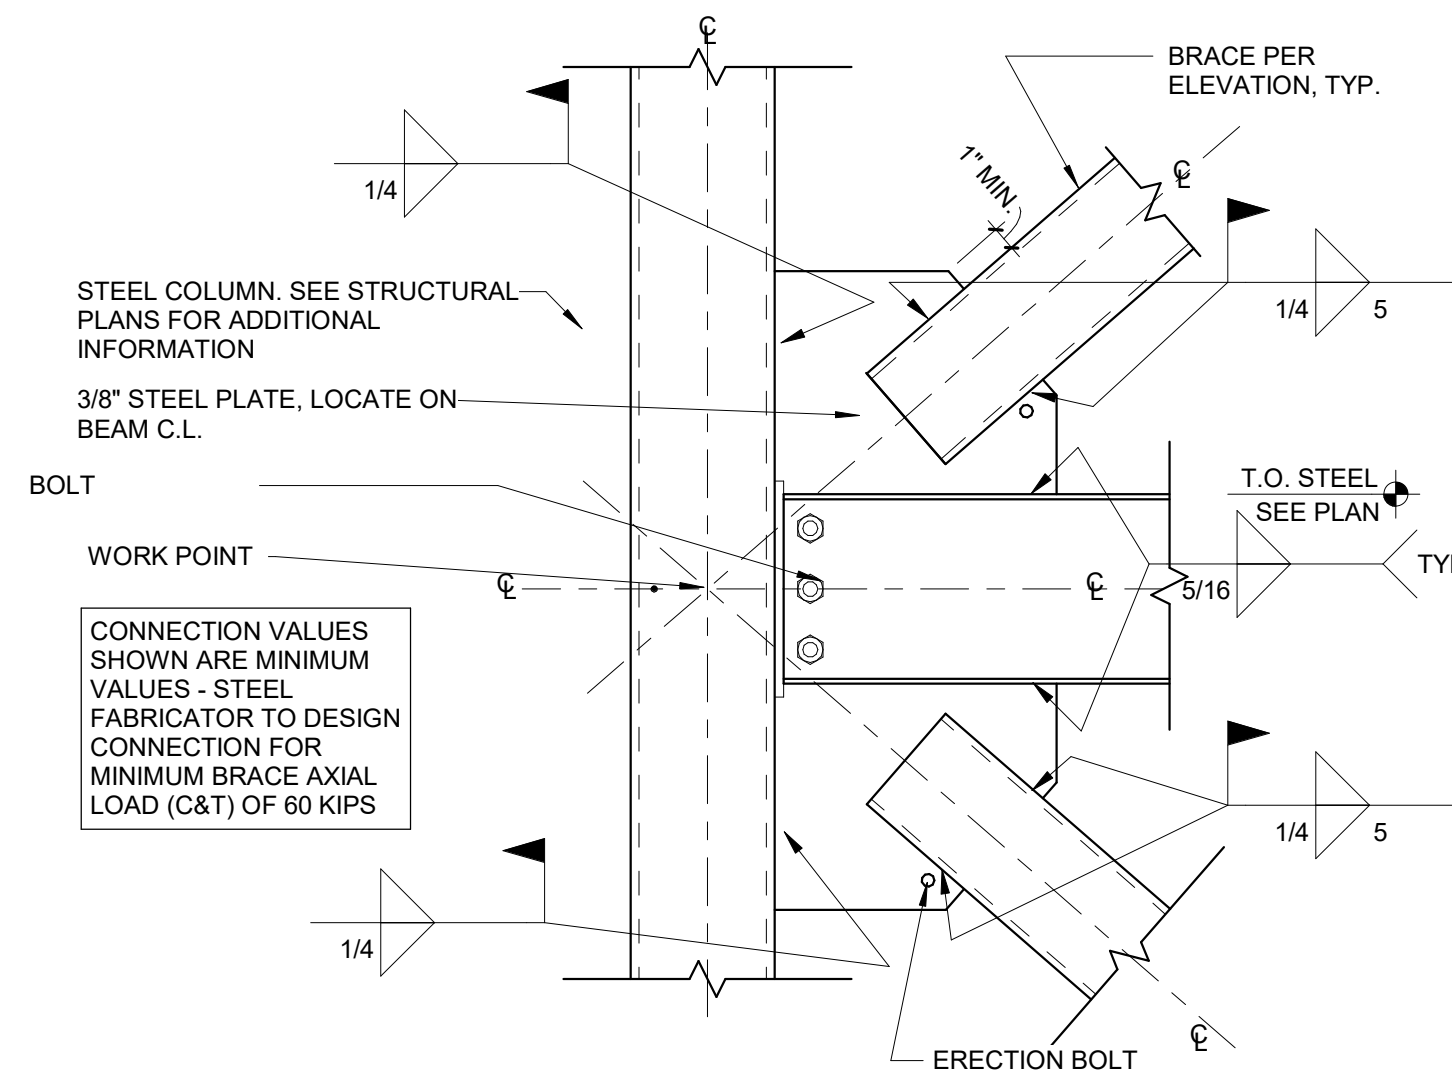 ℄
BRACE PER
ELEVATION, TYP.
1" MIN.
℄
1/4
1/4
5
STEEL COLUMN. SEE STRUCTURAL
PLANS FOR ADDITIONAL
INFORMATION
3/8" STEEL PLATE, LOCATE ON
BEAM C.L.
BOLT
T.O. STEEL
SEE PLAN
WORK POINT
TYP
℄
℄
5/16
CONNECTION VALUES
SHOWN ARE MINIMUM
VALUES - STEEL
FABRICATOR TO DESIGN
CONNECTION FOR
MINIMUM BRACE AXIAL
LOAD (C&T) OF 60 KIPS
1/4
5
1/4
℄
ERECTION BOLT